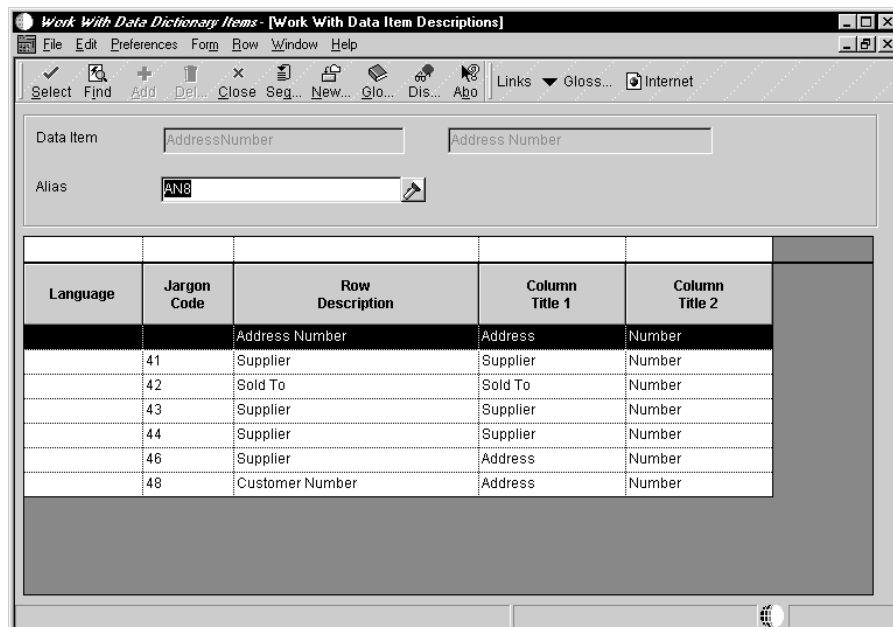 Work With Data Dictionary Items - [Work With Data Item Descriptions]
File Edit Preferences Form Row Window Help
Select Find Add Del... Close Seq... New... Glo... Dis... Abo Links Gloss... Internet
Data Item AddressNumber Address Number
Alias AN8
Language Jargon Code Row Description Column Title 1 Column Title 2
Address Number Address Number
41 Supplier Supplier Number
42 Sold To Sold To Number
43 Supplier Supplier Number
44 Supplier Supplier Number
46 Supplier Address Number
48 Customer Number Address Number